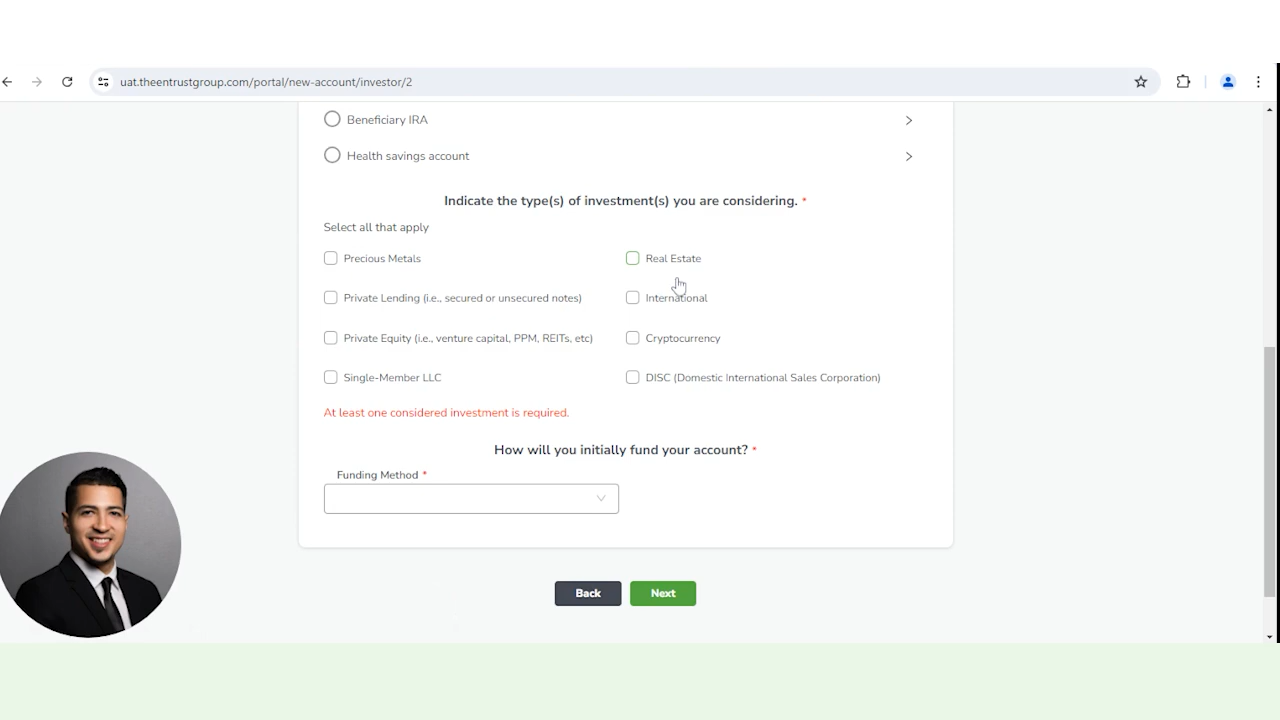 uat.theentrustgroup.com/portal/new-account/investor/2
Beneficiary IRA
Health savings account
Indicate the type(s) of investment(s) you are considering. *
Select all that apply
Precious Metals
Real Estate
Private Lending (i.e., secured or unsecured notes)
International
Private Equity (i.e., venture capital, PPM, REITs, etc)
Cryptocurrency
Single-Member LLC
DISC (Domestic International Sales Corporation)
At least one considered investment is required.
How will you initially fund your account? *
Funding Method *
Back
Next